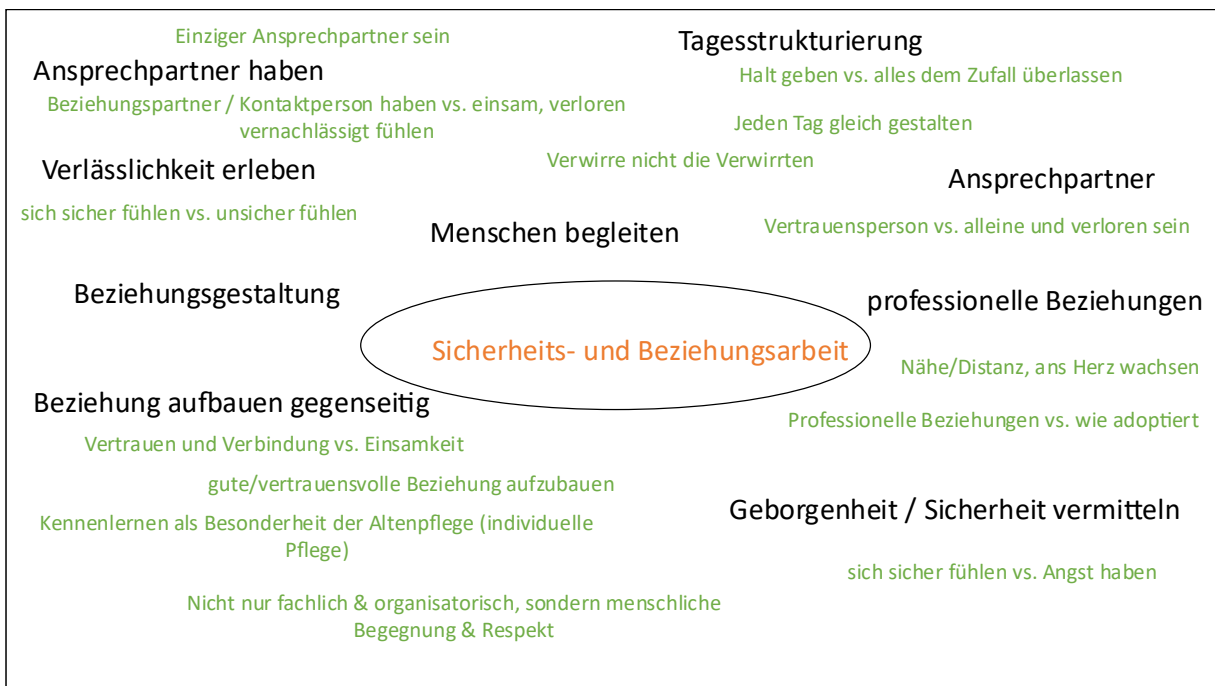 Einziger Ansprechpartner sein
Ansprechpartner haben
Beziehungspartner / Kontaktperson haben vs. einsam, verloren
vernachlässigt fühlen
Verlässlichkeit erleben
sich sicher fühlen vs. unsicher fühlen
Tagesstrukturierung
Halt geben vs. alles dem Zufall überlassen
Jeden Tag gleich gestalten
Verwirre nicht die Verwirrten
Ansprechpartner
Vertrauensperson vs. alleine und verloren sein
Menschen begleiten
Beziehungsgestaltung
professionelle Beziehungen
Sicherheits- und Beziehungsarbeit
Nähe/Distanz, ans Herz wachsen
Professionelle Beziehungen vs. wie adoptiert
Beziehung aufbauen gegenseitig
Vertrauen und Verbindung vs. Einsamkeit
gute/vertrauensvolle Beziehung aufzubauen
Kennenlernen als Besonderheit der Altenpflege (individuelle
Pflege)
Nicht nur fachlich & organisatorisch, sondern menschliche
Begegnung & Respekt
Geborgenheit / Sicherheit vermitteln
sich sicher fühlen vs. Angst haben